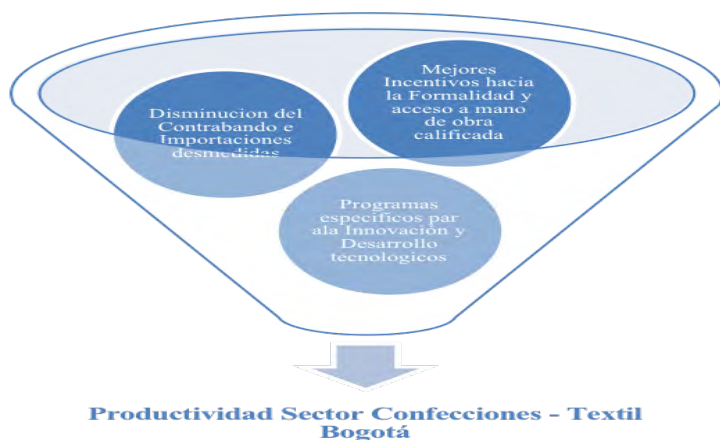 Disminucion del
Contrabando e
Importaciones
desmedidas
Mejores
Incentivos hacia
la Formalidad y
acceso a mano
de obra
calificada
Programas
especificos par
ala Innovación y
Desarrollo
tecnológicos
Productividad Sector Confecciones - Textil
Bogotá